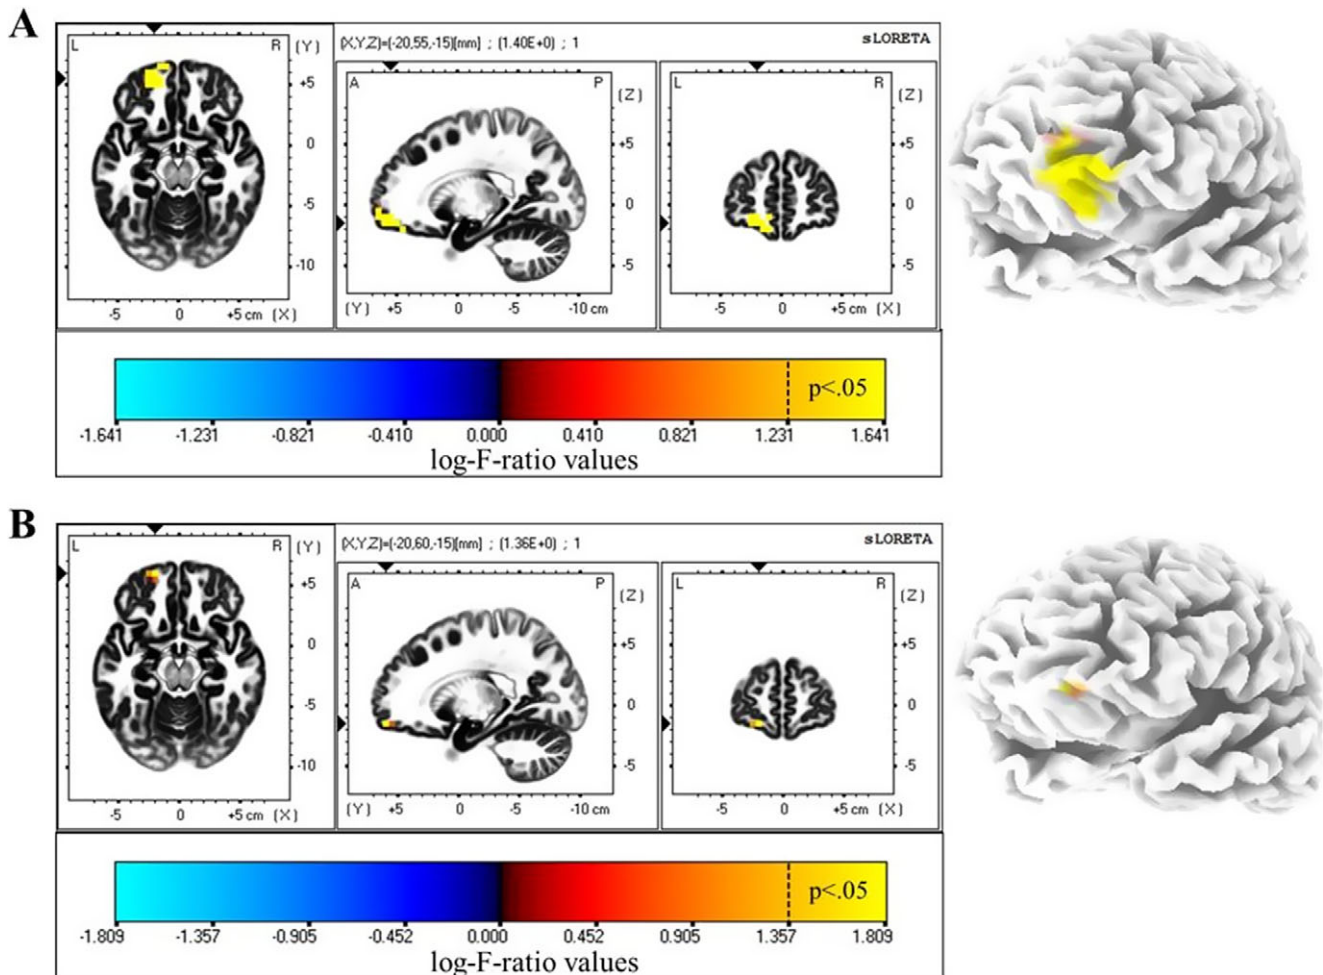 A
L R (Y) (X,Y,Z)=(-20,55,-15)[mm] ; (1.40E+0) ; 1 sLORETA
A P (Z) L R (Z)
+5 0 -5 -10
+5 0 -5
+5 0 -5
-5 0 +5 cm (X) (Y) +5 0 -5 -10 cm -5 0 +5 cm (X)
p<.05
-1.641 -1.231 -0.821 -0.410 0.000 0.410 0.821 1.231 1.641
log-F-ratio values
B
L R (Y) (X,Y,Z)=(-20,60,-15)[mm] ; (1.36E+0) ; 1 sLORETA
A P (Z) L R (Z)
+5 0 -5 -10
+5 0 -5
+5 0 -5
-5 0 +5 cm (X) (Y) +5 0 -5 -10 cm -5 0 +5 cm (X)
p<.05
-1.809 -1.357 -0.905 -0.452 0.000 0.452 0.905 1.357 1.809
log-F-ratio values